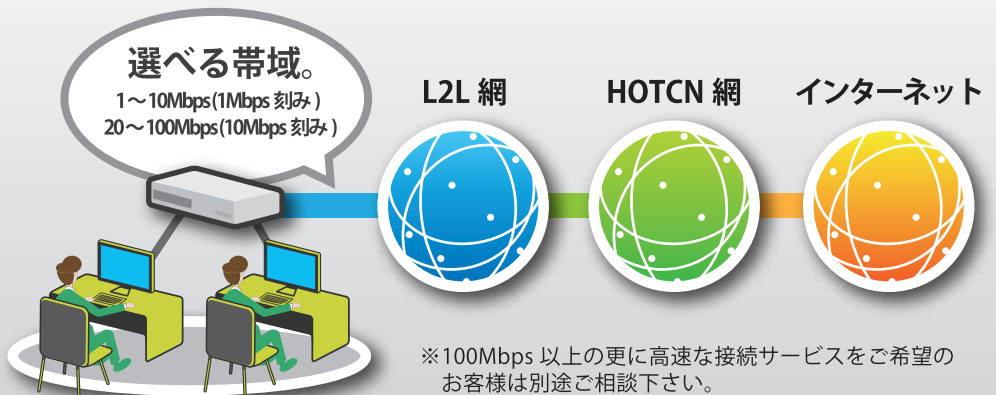 選べる帯域。
1～10Mbps(1Mbps 刻み)
20～100Mbps(10Mbps 刻み)
L2L 網
HOTCN 網
インターネット
※100Mbps 以上の更に高速な接続サービスをご希望の
お客様は別途ご相談下さい。